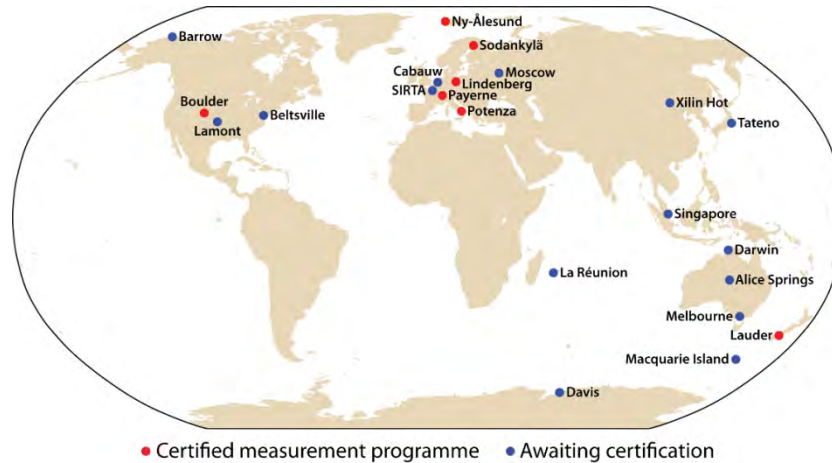 Ny-Ålesund
Barrow
Sodankylä
Cabauw
Moscow
Lindenberg
SIRTA
Payerne
Boulder
Xilin Hot
Beltsville
Potenza
Lamont
Tateno
Singapore
Darwin
La Réunion
Alice Springs
Melbourne
Lauder
Macquarie Island
Davis
Certified measurement programme
Awaiting certification